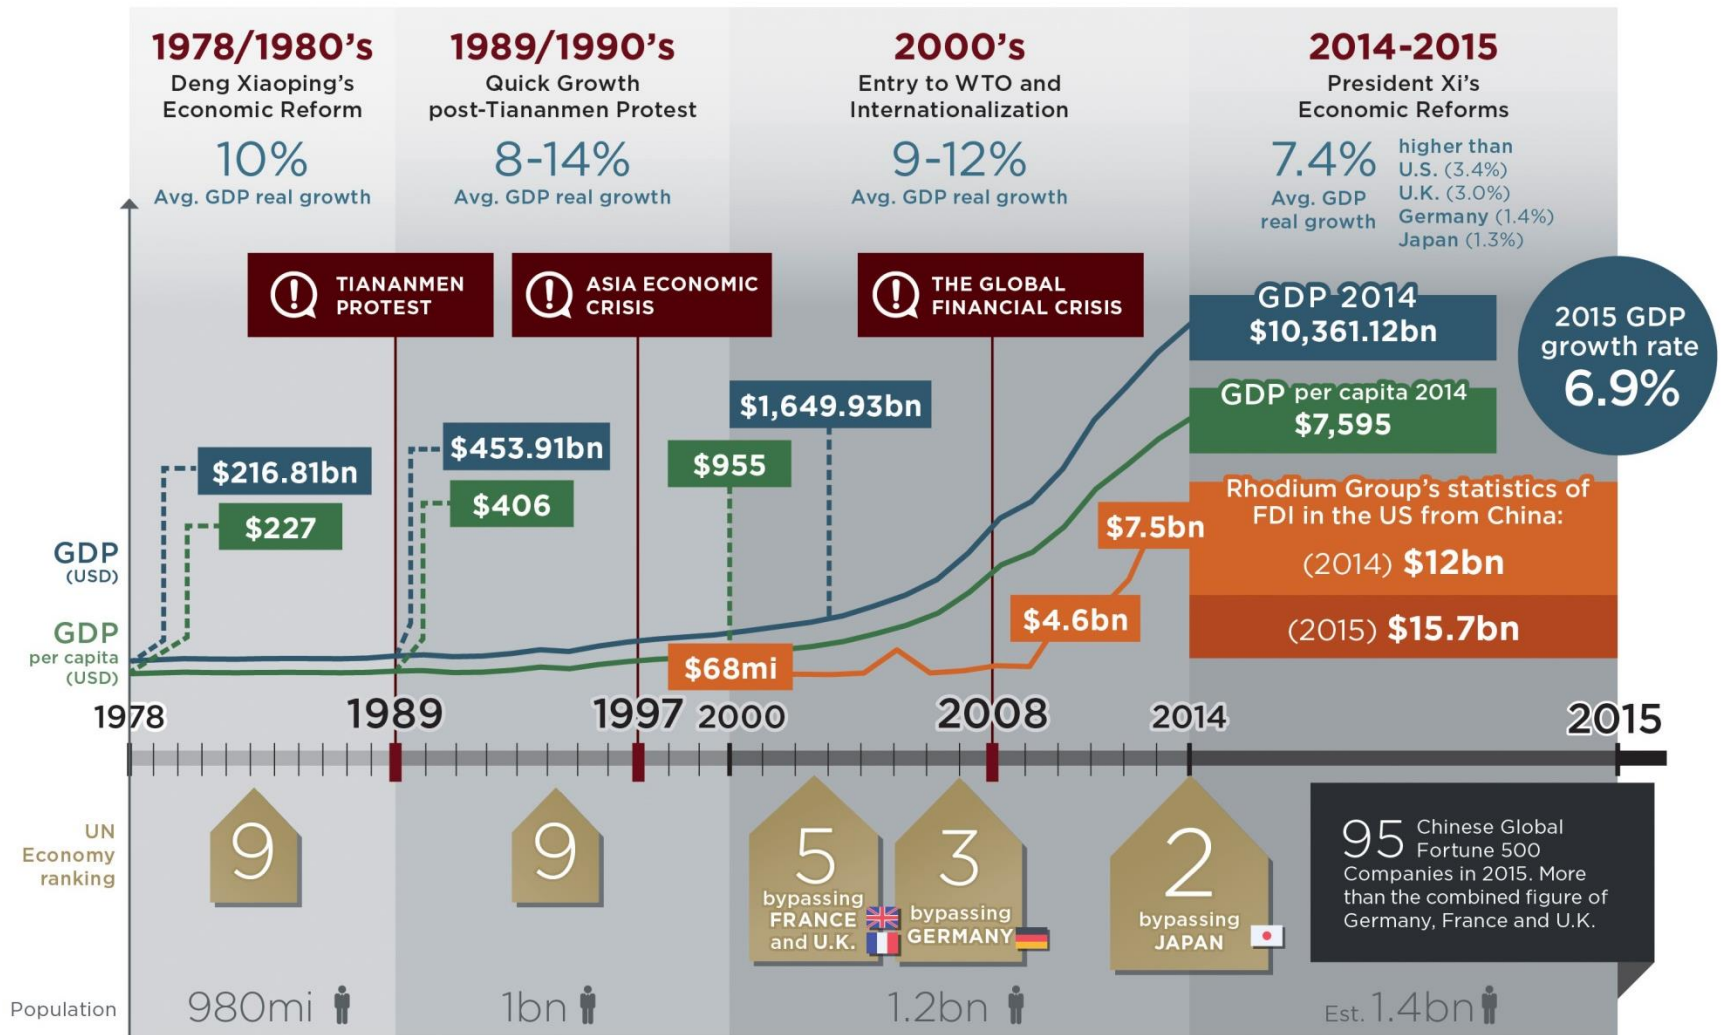 1978/1980's
Deng Xiaoping's
Economic Reform
10%
Avg. GDP real growth
1989/1990's
Quick Growth
post-Tiananmen Protest
8-14%
Avg. GDP real growth
2000's
Entry to WTO and
Internationalization
9-12%
Avg. GDP real growth
2014-2015
President Xi's
Economic Reforms
7.4%
Avg. GDP
real growth
higher than
U.S. (3.4%)
U.K. (3.0%)
Germany (1.4%)
Japan (1.3%)
TIANANMEN
PROTEST
ASIA ECONOMIC
CRISIS
THE GLOBAL
FINANCIAL CRISIS
GDP 2014
$10,361.12bn
2015 GDP
growth rate
6.9%
GDP per capita 2014
$7,595
$1,649.93bn
$453.91bn
$216.81bn
$955
$406
$227
Rhodium Group's statistics of
FDI in the US from China:
(2014) $12bn
(2015) $15.7bn
$7.5bn
$4.6bn
$68mi
GDP
(USD)
GDP
per capita
(USD)
1978
1989
1997
2000
2008
2014
2015
UN
Economy
ranking
9
9
5
bypassing
FRANCE
and U.K.
3
bypassing
GERMANY
2
bypassing
JAPAN
95 Chinese Global
Fortune 500
Companies in 2015. More
than the combined figure of
Germany, France and U.K.
Population
980mi
1bn
1.2bn
Est. 1.4bn